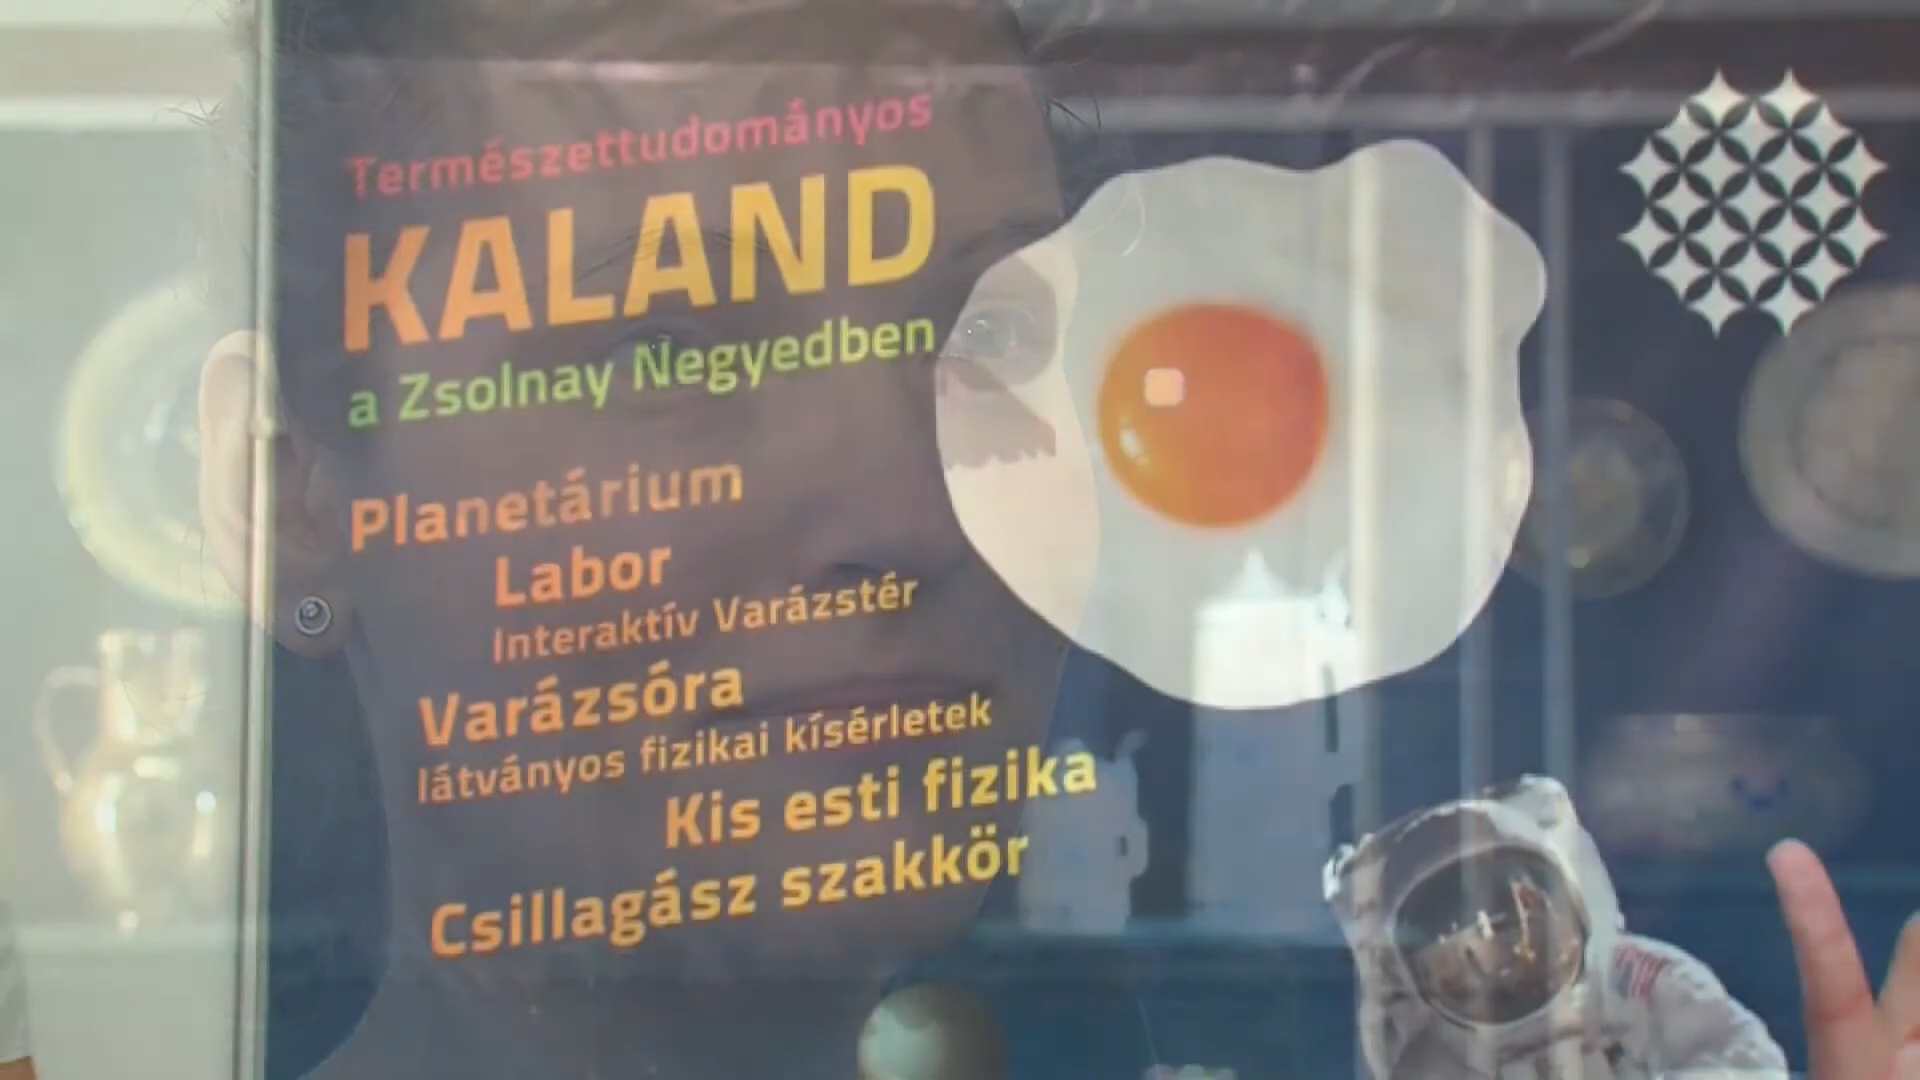 Természettudományos
KALAND
a Zsolnay Negyedben
Planetárium
Labor
Interaktív Varázstér
Varázsóra
látványos fizikai kísérletek
Kis esti fizika
Csillagász szakkör